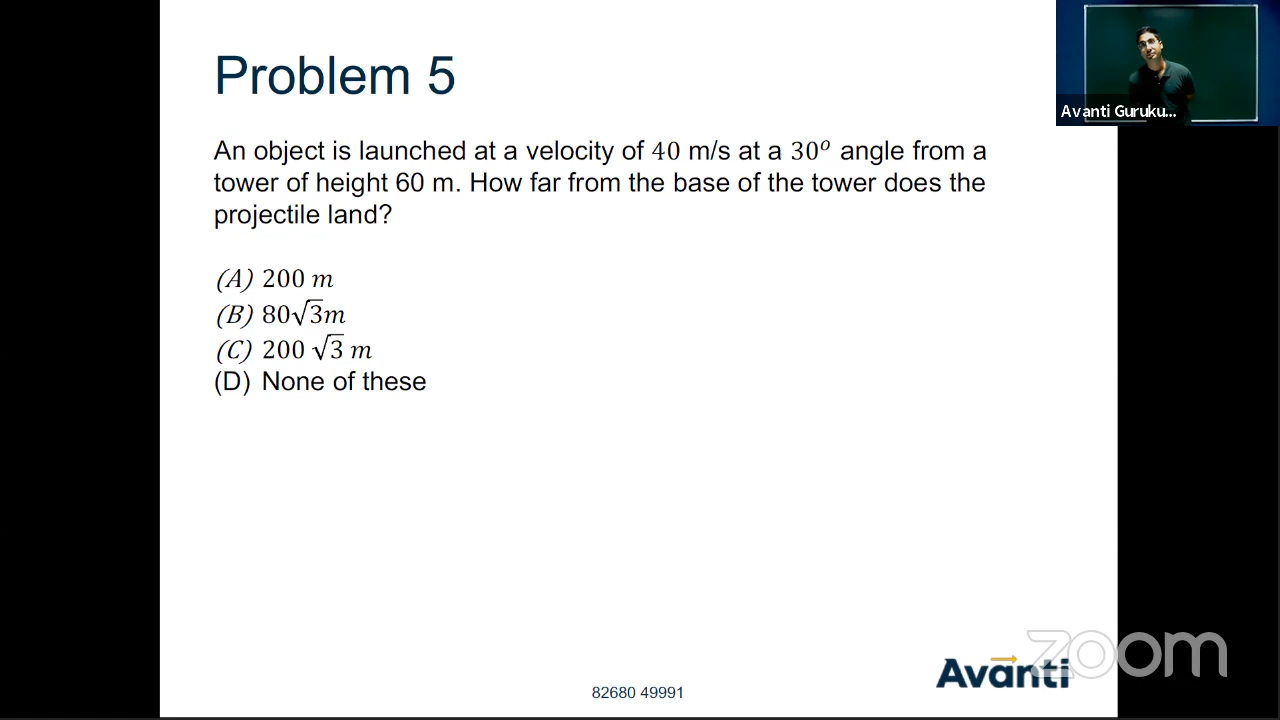 Problem 5
An object is launched at a velocity of 40 m/s at a 30° angle from a
tower of height 60 m. How far from the base of the tower does the
projectile land?
(A) 200 m
(B) 80√3m
(C) 200 √3 m
(D) None of these
82680 49991
Avanti
zoom
Avanti Guruku...